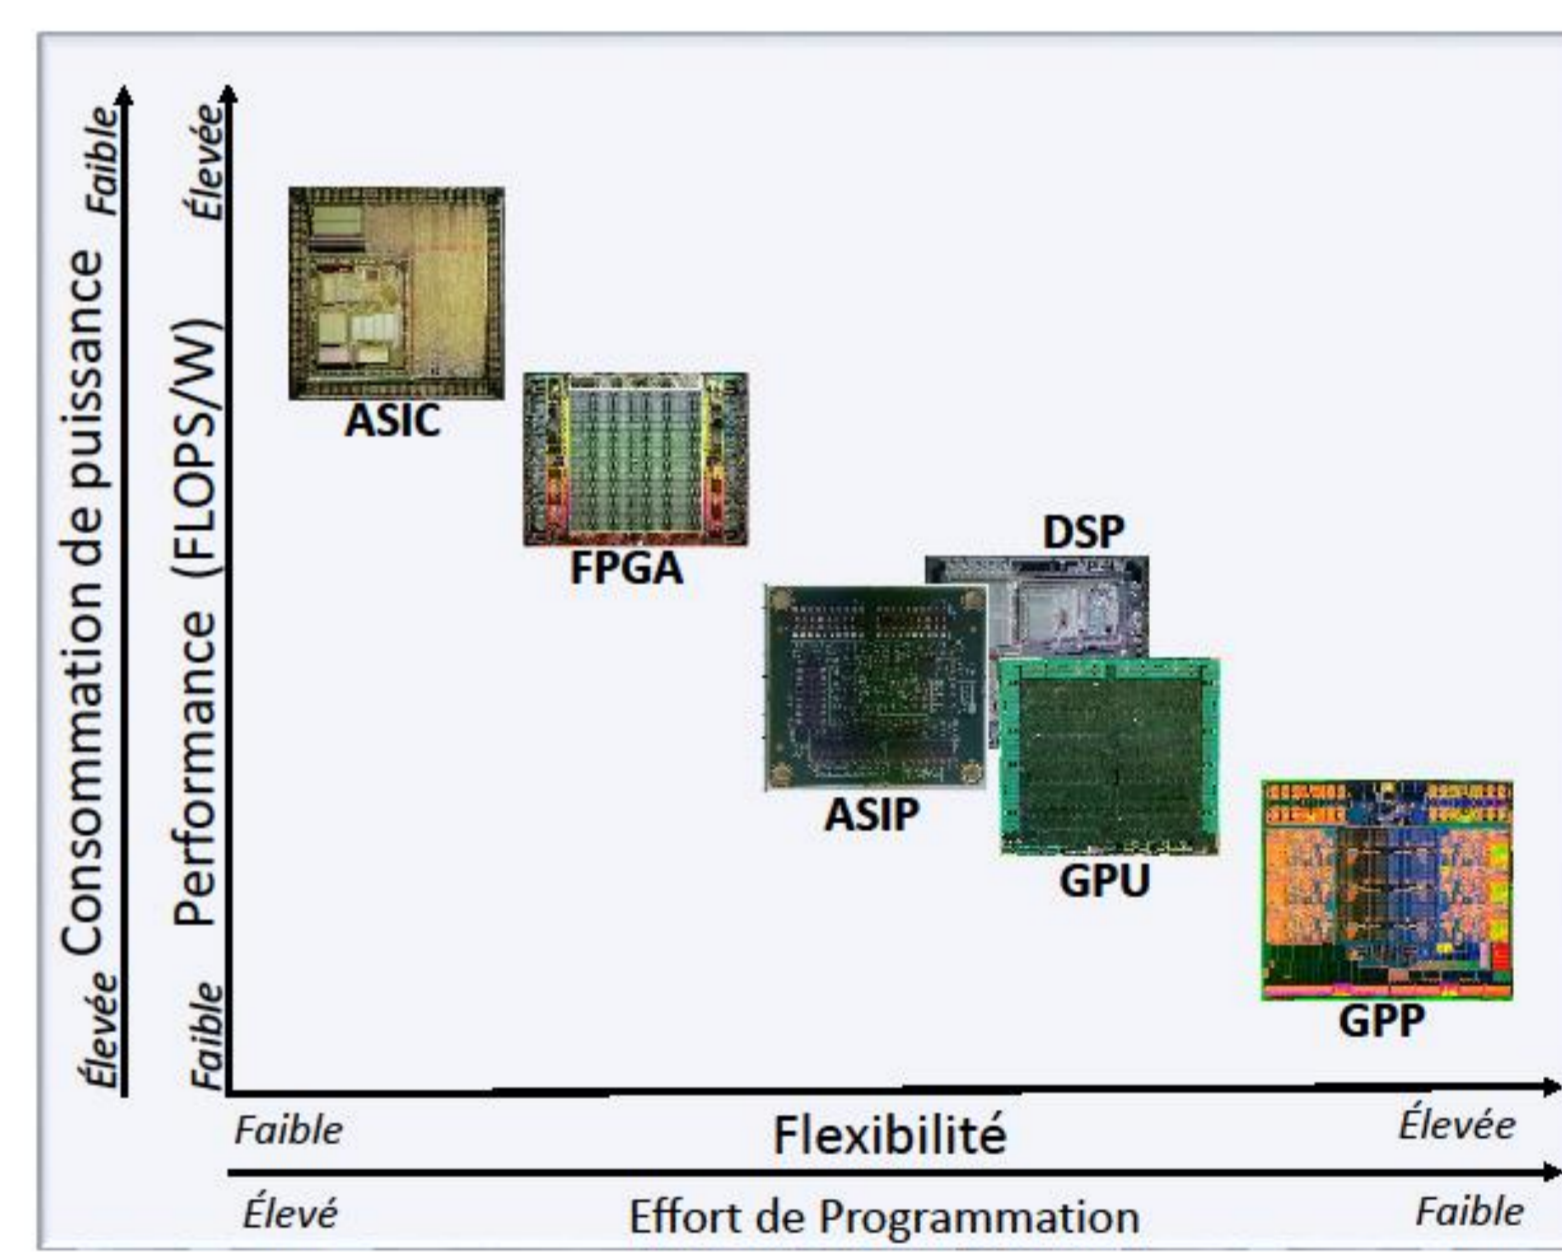 Élevée Consommation de puissance Faible
Faible Performance (FLOPS/W) Élevée
ASIC
FPGA
DSP
ASIP
GPU
GPP
Faible Flexibilité Élevée
Élevé Effort de Programmation Faible